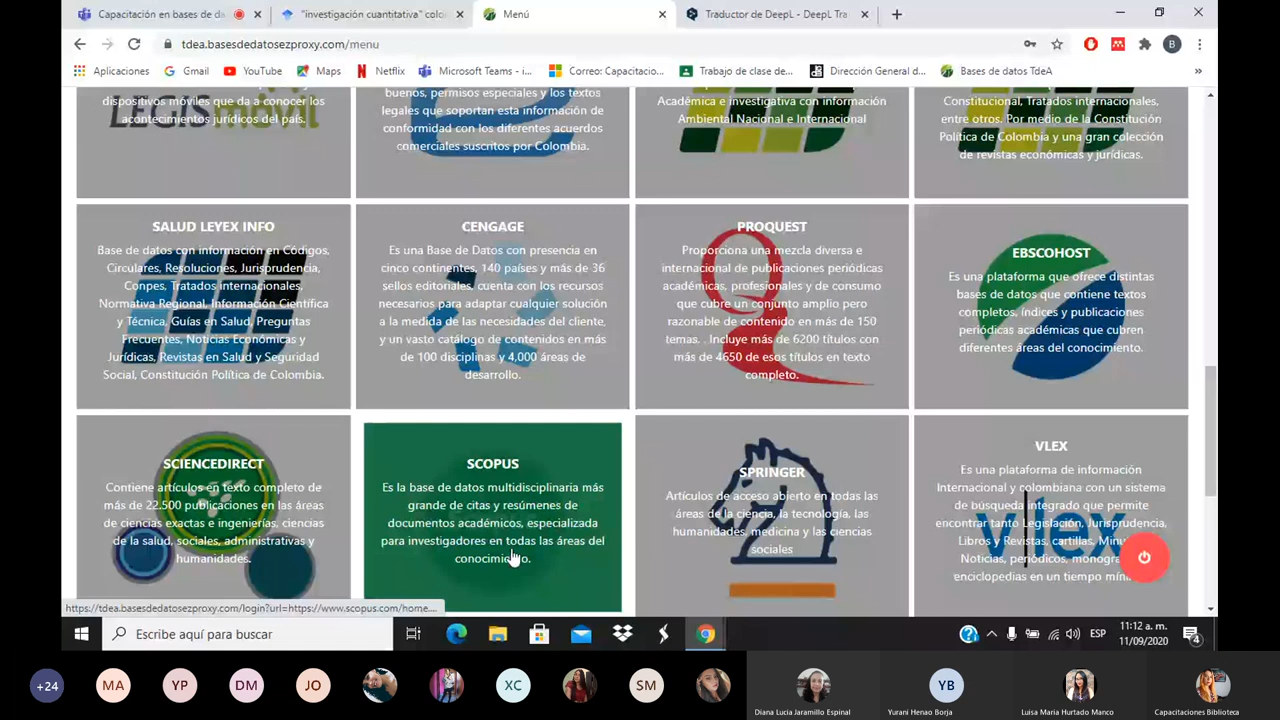 Capacitación en bases de da
"investigación cuantitativa" colo
Menú
Traductor de DeepL - DeepL Tra
tdea.basesdedatosezproxy.com/menu
B
Aplicaciones
Gmail
YouTube
Maps
Netflix
Microsoft Teams - i...
Correo: Capacitacio...
Trabajo de clase de...
Dirección General d...
Bases de datos TdeA
»
dispositivos móviles que da a conocer los
acontecimientos jurídicos del país.
LEGISmóvil
buenos, permisos especiales y los textos
legales que soportan esta información de
conformidad con los diferentes acuerdos
comerciales suscritos por Colombia.
Académica e investigativa con información
Ambiental Nacional e Internacional
Constitucional, Tratados internacionales,
entre otros. Por medio de la Constitución
Política de Colombia y una gran colección
de revistas económicas y jurídicas.
SALUD LEYEX INFO
Base de datos con información en Códigos,
Circulares, Resoluciones, Jurisprudencia,
Conpes, Tratados internacionales,
Normativa Regional, Información Científica
y Técnica, Guías en Salud, Preguntas
Frecuentes, Noticias Económicas y
Jurídicas, Revistas en Salud y Seguridad
Social, Constitución Política de Colombia.
CENGAGE
Es una Base de Datos con presencia en
cinco continentes, 140 países y más de 36
sellos editoriales, cuenta con los recursos
necesarios para adaptar cualquier solución
a la medida de las necesidades del cliente,
y un vasto catálogo de contenidos en más
de 100 disciplinas y 4,000 áreas de
desarrollo.
PROQUEST
Proporciona una mezcla diversa e
internacional de publicaciones periódicas
académicas, profesionales y de consumo
que cubre un conjunto amplio pero
razonable de contenido en más de 150
temas. . Incluye más de 6200 títulos con
más de 4650 de esos títulos en texto
completo.
EBSCOHOST
Es una plataforma que ofrece distintas
bases de datos que contiene textos
completos, índices y publicaciones
periódicas académicas que cubren
diferentes áreas del conocimiento.
SCIENCEDIRECT
Contiene artículos en texto completo de
más de 22.500 publicaciones en las áreas
de ciencias exactas e ingenierías, ciencias
de la salud, sociales, administrativas y
humanidades.
SCOPUS
Es la base de datos multidisciplinaria más
grande de citas y resúmenes de
documentos académicos, especializada
para investigadores en todas las áreas del
conocimiento.
SPRINGER
Artículos de acceso abierto en todas las
áreas de la ciencia, la tecnología, las
humanidades, medicina y las ciencias
sociales
VLEX
Es una plataforma de información
Internacional y colombiana con un sistema
de búsqueda integrado que permite
encontrar tanto Legislación, Jurisprudencia,
Libros y Revistas, cartillas, Minu
Noticias, periódicos, monogra
enciclopedias en un tiempo mín
vlex
https://tdea.basesdedatosezproxy.com/login?url=https://www.scopus.com/home....
Escribe aquí para buscar
ESP
11:12 a. m.
11/09/2020
4
+24
MA
YP
DM
JO
XC
SM
YB
Diana Lucia Jaramillo Espinal
Yurani Henao Borja
Luisa Maria Hurtado Manco
Capacitaciones Biblioteca